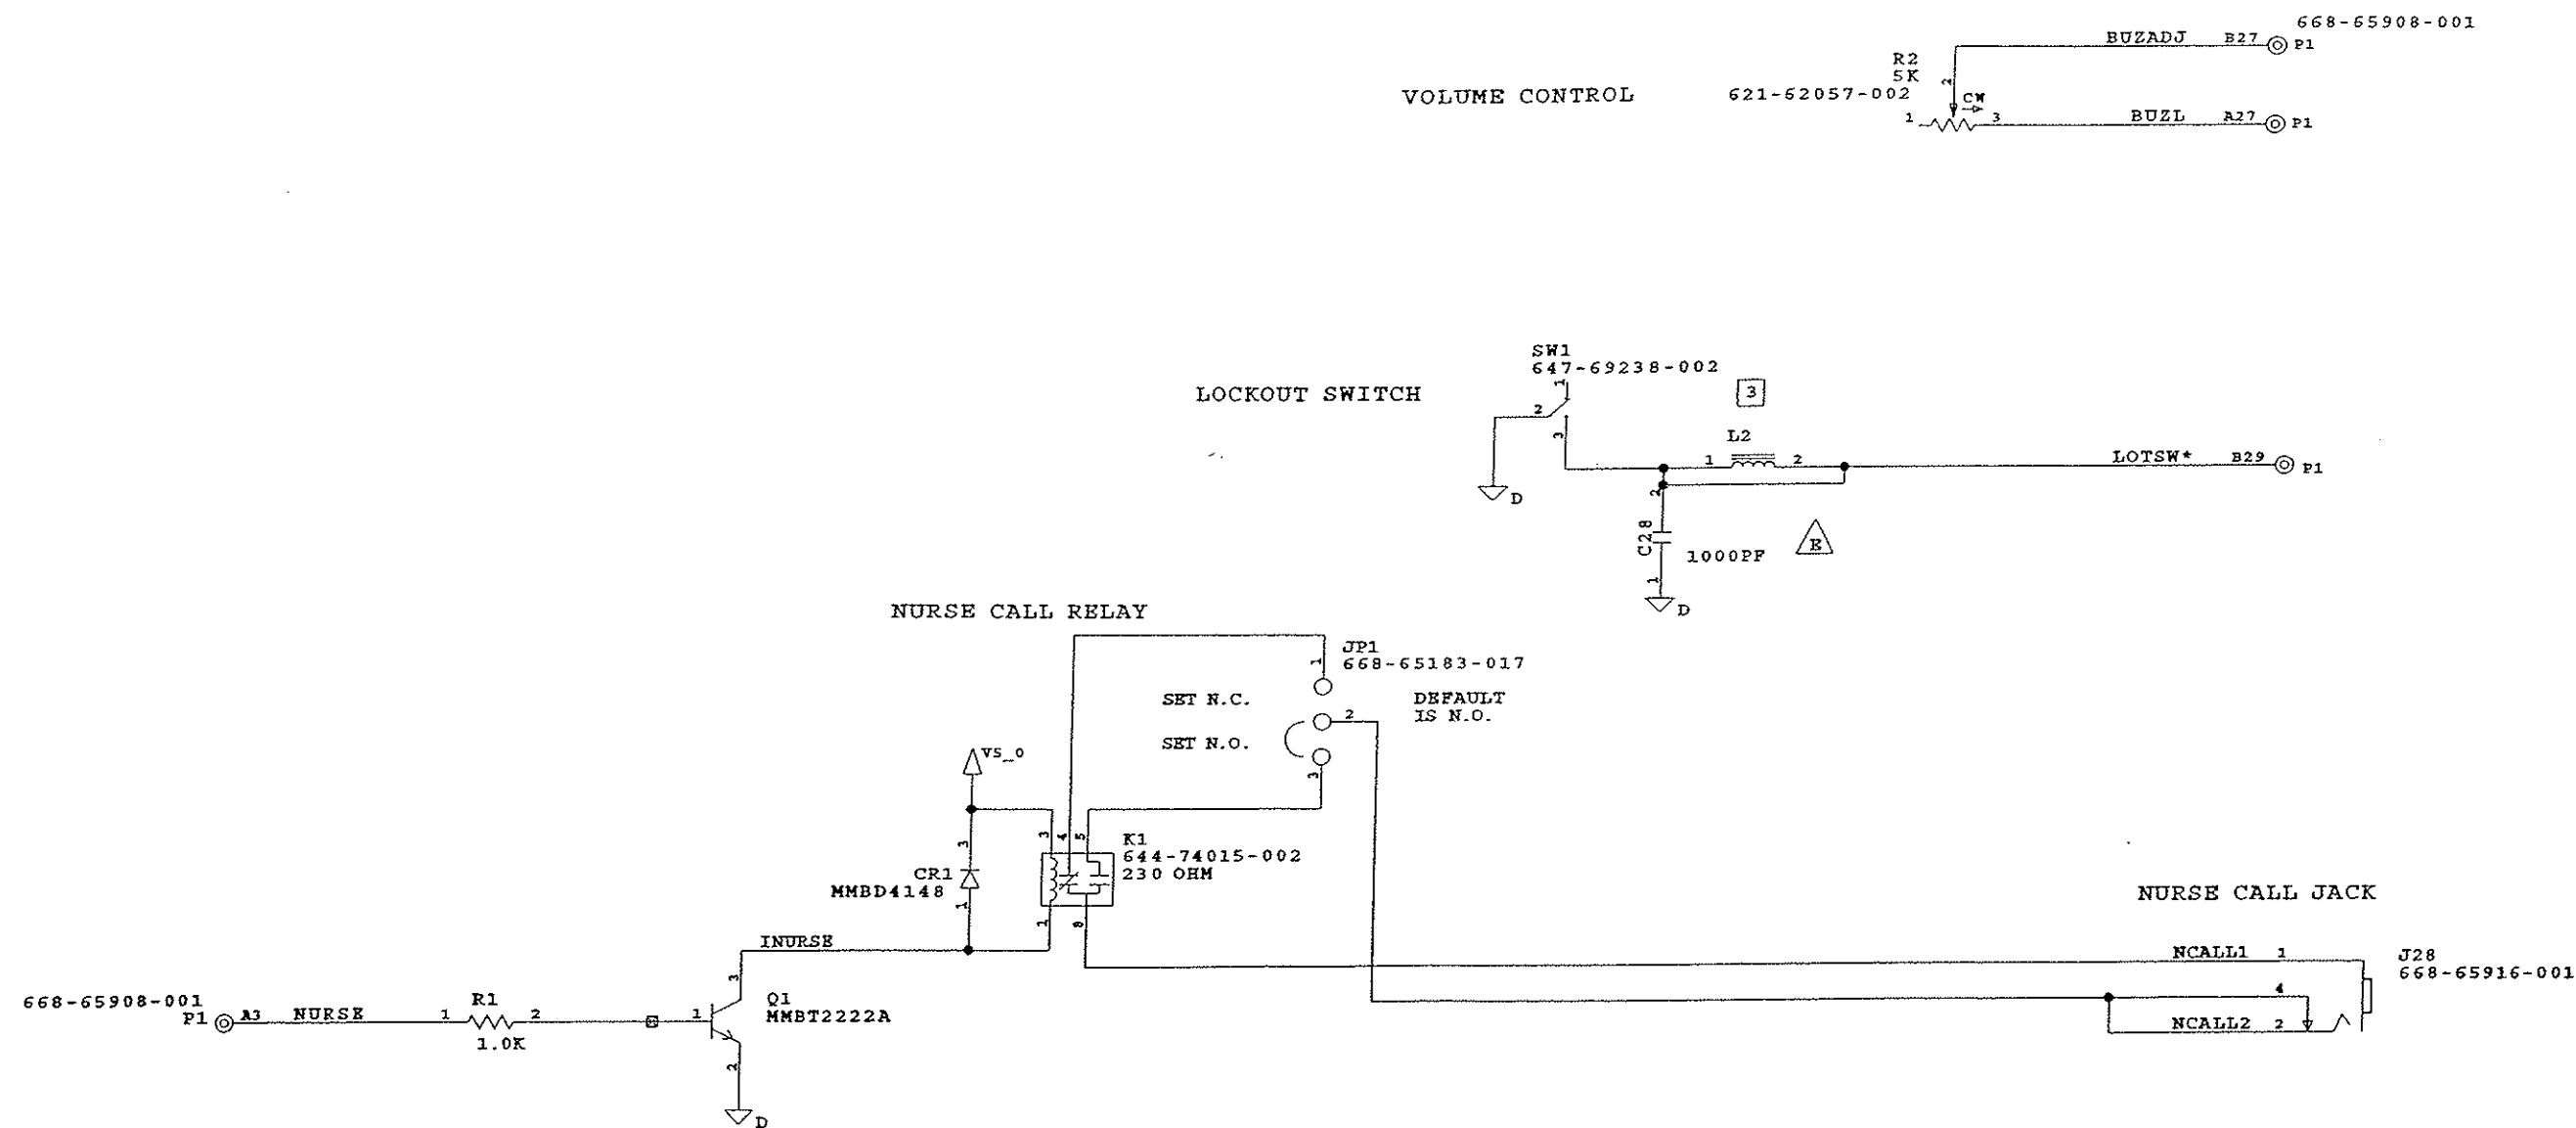 668-65908-001
BUZADJ B27 P1
R2
5K
VOLUME CONTROL 621-62057-002
2
CW
1 3 BUZL A27 P1
SW1
647-69238-002
LOCKOUT SWITCH
1
3
2
3
L2
1 2 LOTSW* B29 P1
D
2
C28
1000PF
E
1
D
NURSE CALL RELAY
JP1
668-65183-017
1
SET N.C.
DEFAULT
IS N.O.
2
SET N.O.
3
V5_0
3
3 4 5
K1
644-74015-002
230 OHM
CR1
MMBD4148
1
1 8
NURSE CALL JACK
INURSE
NCALL1 1
J28
668-65916-001
3
4
668-65908-001
P1 A3 NURSE
R1
1 2
1.0K
1
Q1
MMBT2222A
NCALL2 2
2
D